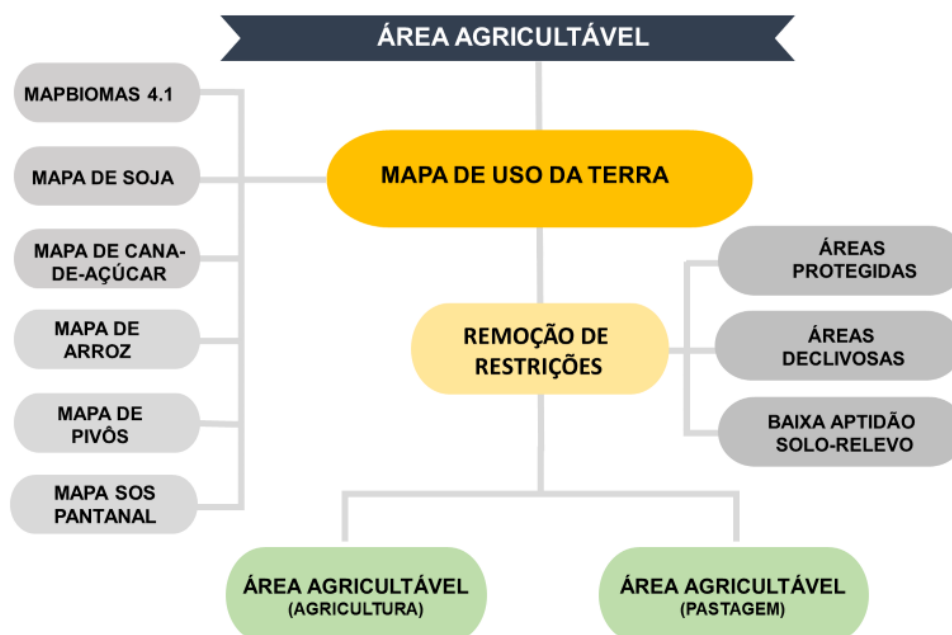 ÁREA AGRICULTÁVEL
MAPBIOMAS 4.1
MAPA DE SOJA
MAPA DE CANA-
DE-AÇÚCAR
MAPA DE
ARROZ
MAPA DE
PIVÔS
MAPA SOS
PANTANAL
MAPA DE USO DA TERRA
REMOÇÃO DE
RESTRIÇÕES
ÁREAS
PROTEGIDAS
ÁREAS
DECLIVOSAS
BAIXA APTIDÃO
SOLO-RELEVO
ÁREA AGRICULTÁVEL
(AGRICULTURA)
ÁREA AGRICULTÁVEL
(PASTAGEM)